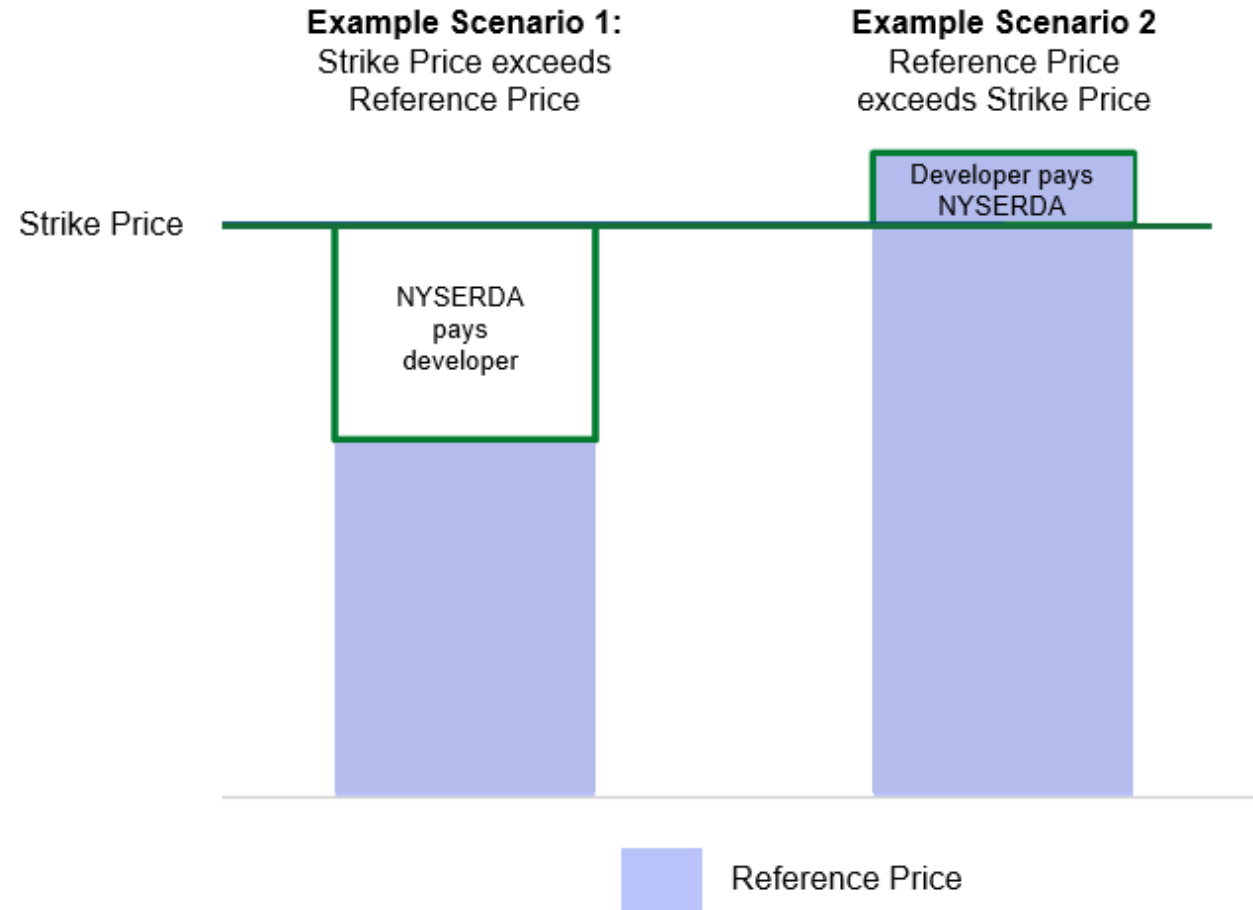 Example Scenario 1:
Strike Price exceeds
Reference Price
Example Scenario 2
Reference Price
exceeds Strike Price
Strike Price
NYSERDA
pays
developer
Developer pays
NYSERDA
Reference Price